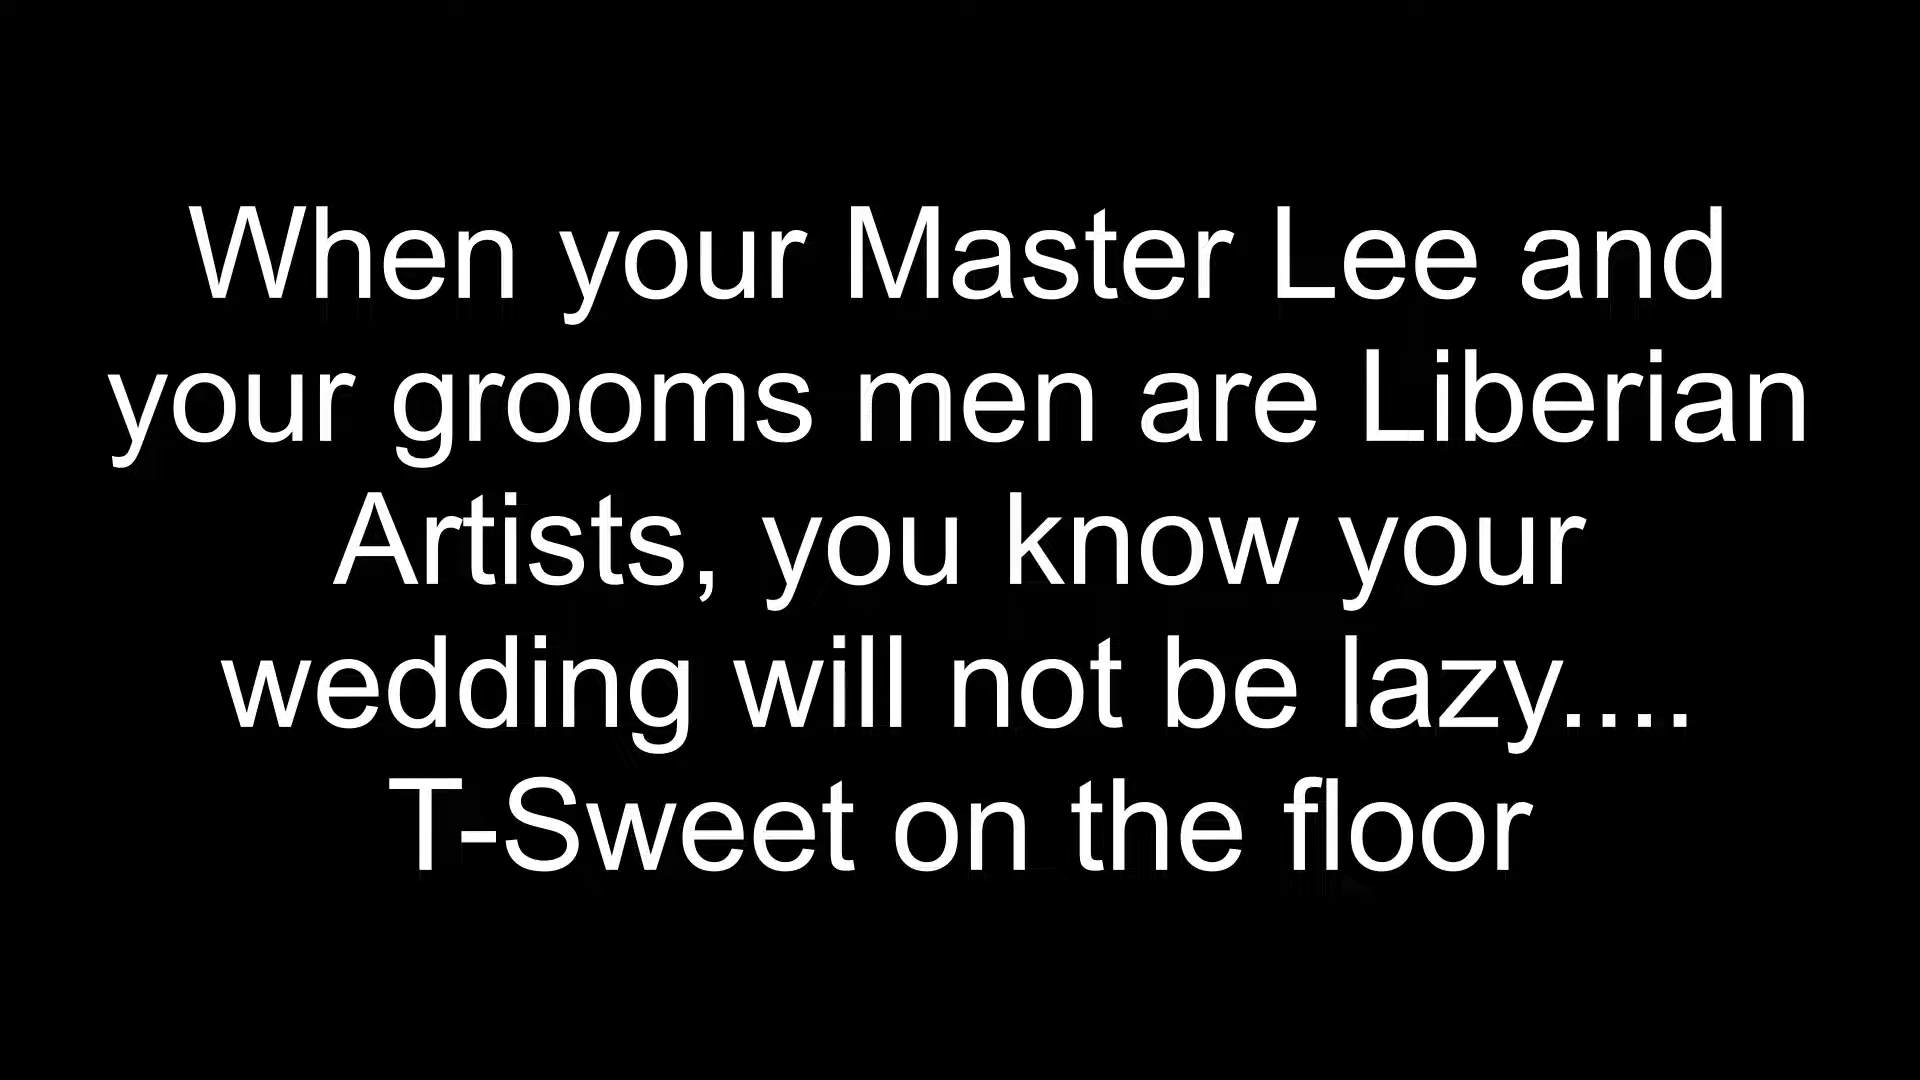 When your Master Lee and
your grooms men are Liberian
Artists, you know your
wedding will not be lazy....
T-Sweet on the floor